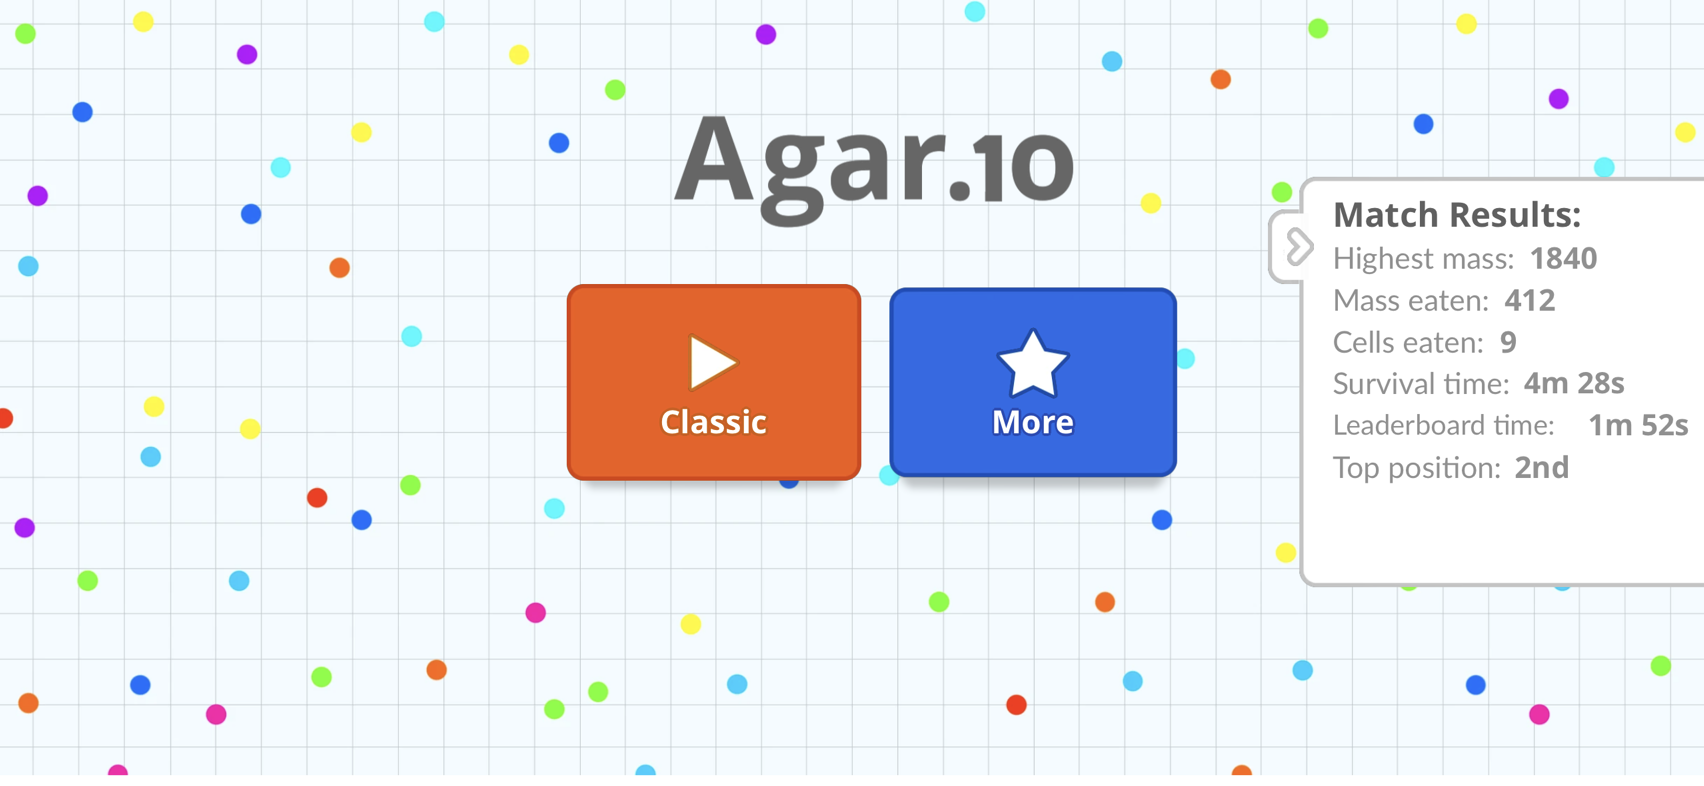 Agar.io
Classic
More
Match Results:
Highest mass: 1840
Mass eaten: 412
Cells eaten: 9
Survival time: 4m 28s
Leaderboard time: 1m 52s
Top position: 2nd